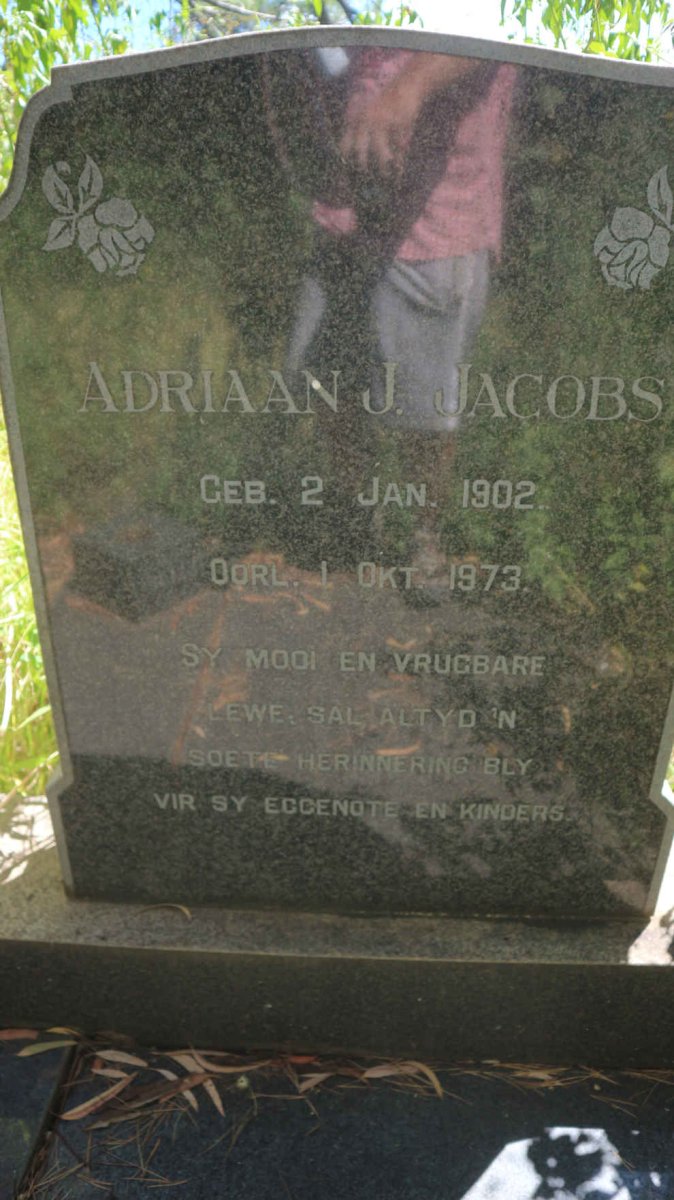 ADRIAAN J. JACOBS
GEB. 2 JAN. 1902.
OORL. 1 OKT. 1973.
SY MOOI EN VRUGBARE
LEWE, SAL ALTYD 'N
SOETE HERINNERING BLY
VIR SY EGGENOTE EN KINDERS.